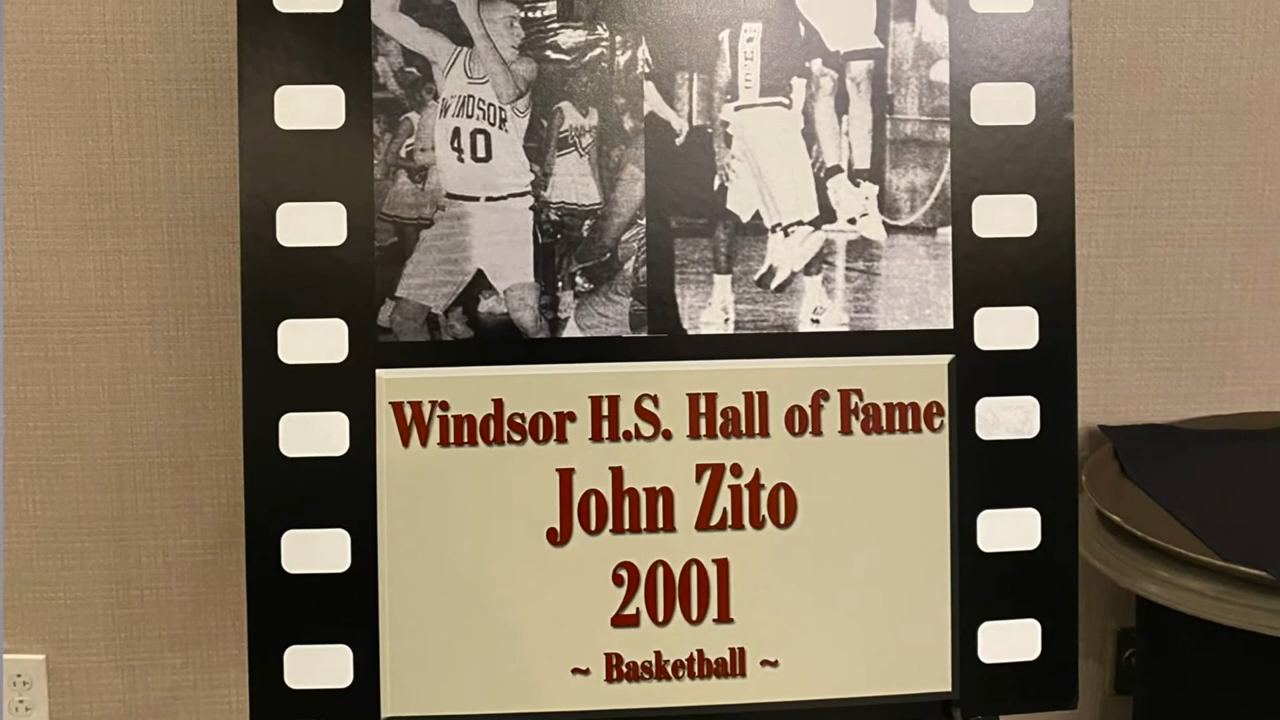 WINDSOR
40
Windsor H.S. Hall of Fame
John Zito
2001
~ Basketball ~